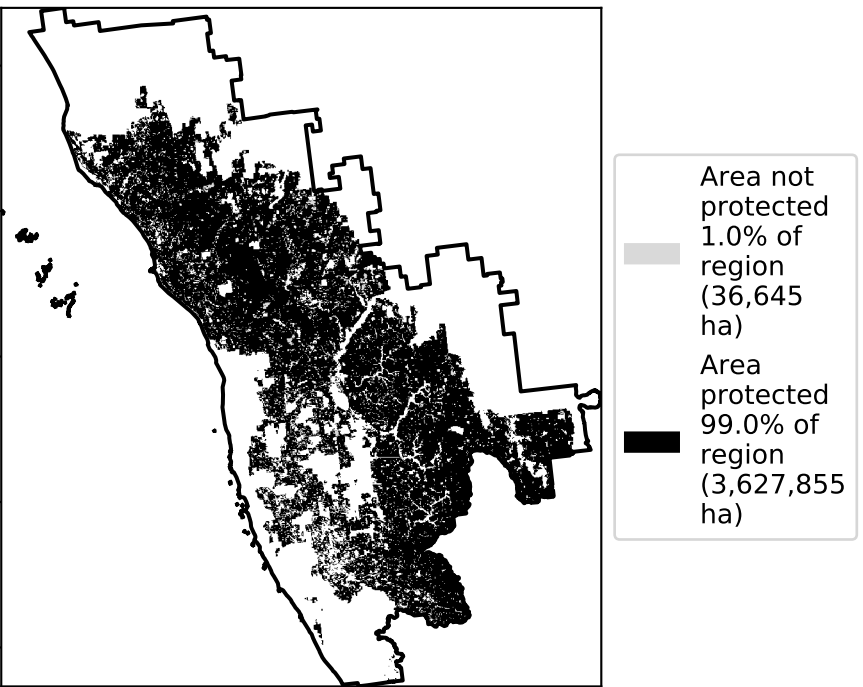 Area not
protected
1.0% of
region
(36,645
ha)
Area
protected
99.0% of
region
(3,627,855
ha)